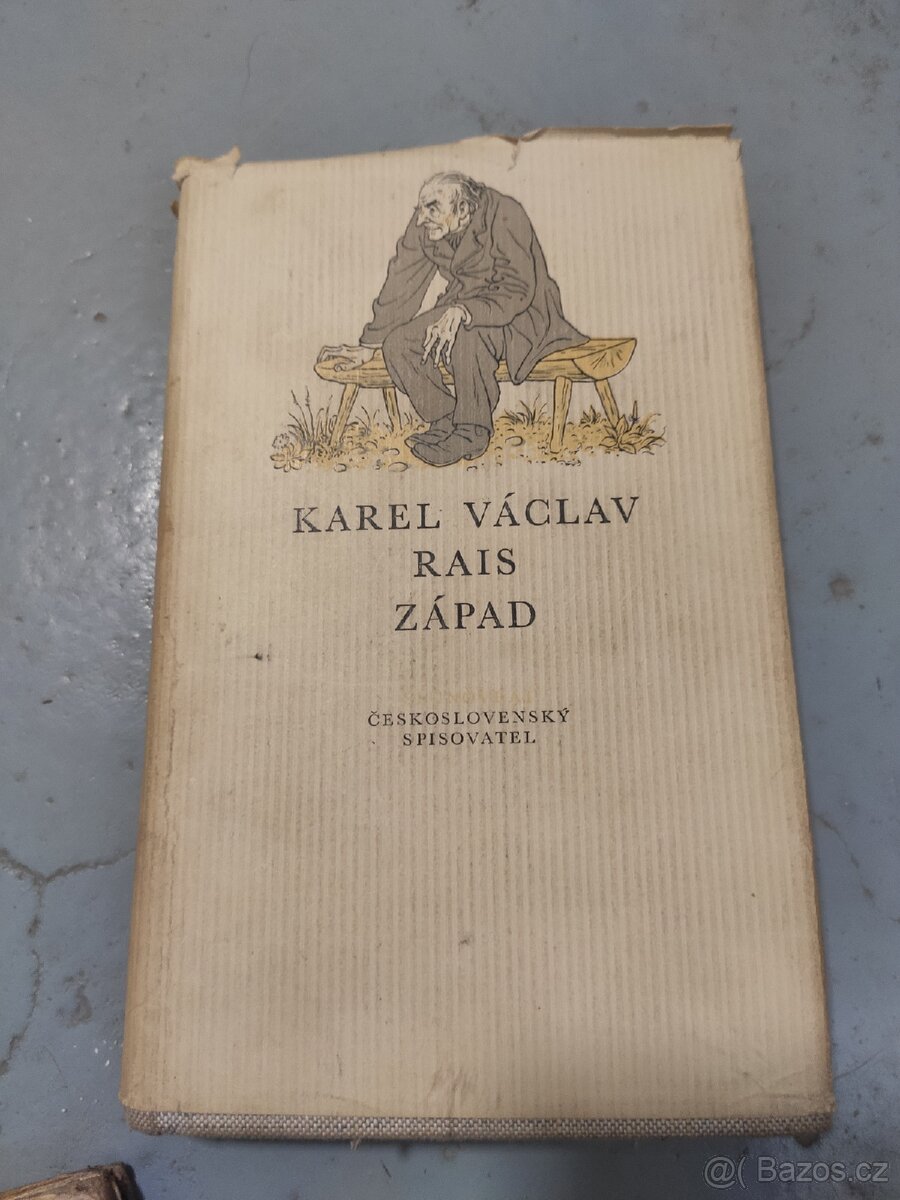 KAREL VÁCLAV
RAIS
ZÁPAD
ČESKOSLOVENSKÝ
SPISOVATEL
@( Bazos.cz